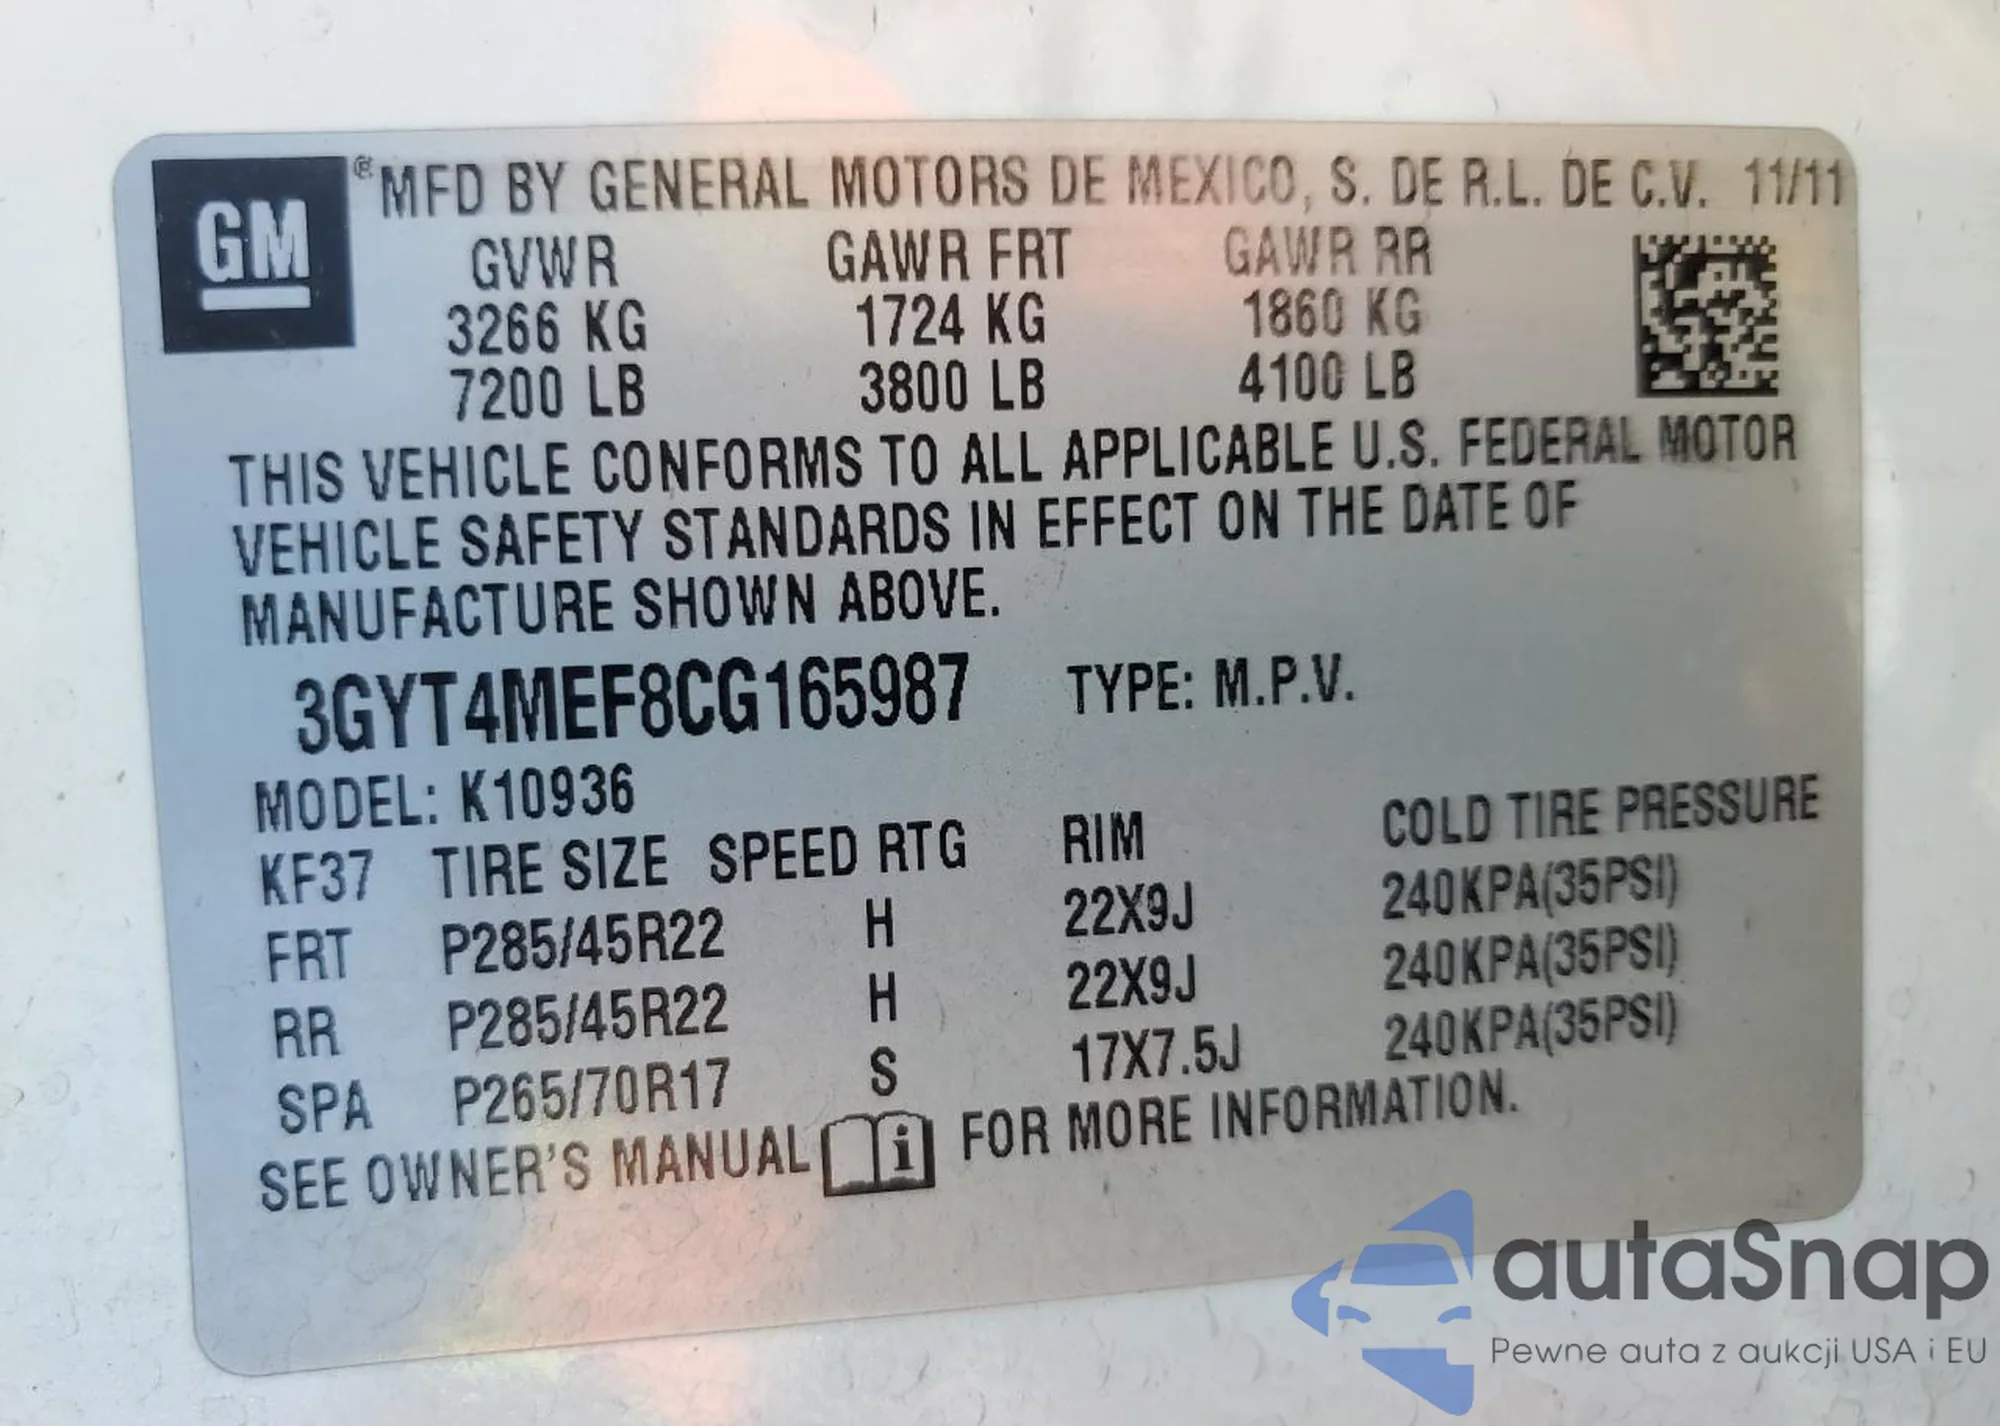 GM
® MFD BY GENERAL MOTORS DE MEXICO, S. DE R.L. DE C.V. 11/11
GVWR GAWR FRT GAWR RR
3266 KG 1724 KG 1860 KG
7200 LB 3800 LB 4100 LB
THIS VEHICLE CONFORMS TO ALL APPLICABLE U.S. FEDERAL MOTOR
VEHICLE SAFETY STANDARDS IN EFFECT ON THE DATE OF
MANUFACTURE SHOWN ABOVE.
3GYT4MEF8CG165987 TYPE: M.P.V.
MODEL: K10936
KF37 TIRE SIZE SPEED RTG RIM COLD TIRE PRESSURE
FRT P285/45R22 H 22X9J 240KPA(35PSI)
RR P285/45R22 H 22X9J 240KPA(35PSI)
SPA P265/70R17 S 17X7.5J 240KPA(35PSI)
SEE OWNER'S MANUAL i FOR MORE INFORMATION.
autaSnap
Pewne auta z aukcji USA i EU